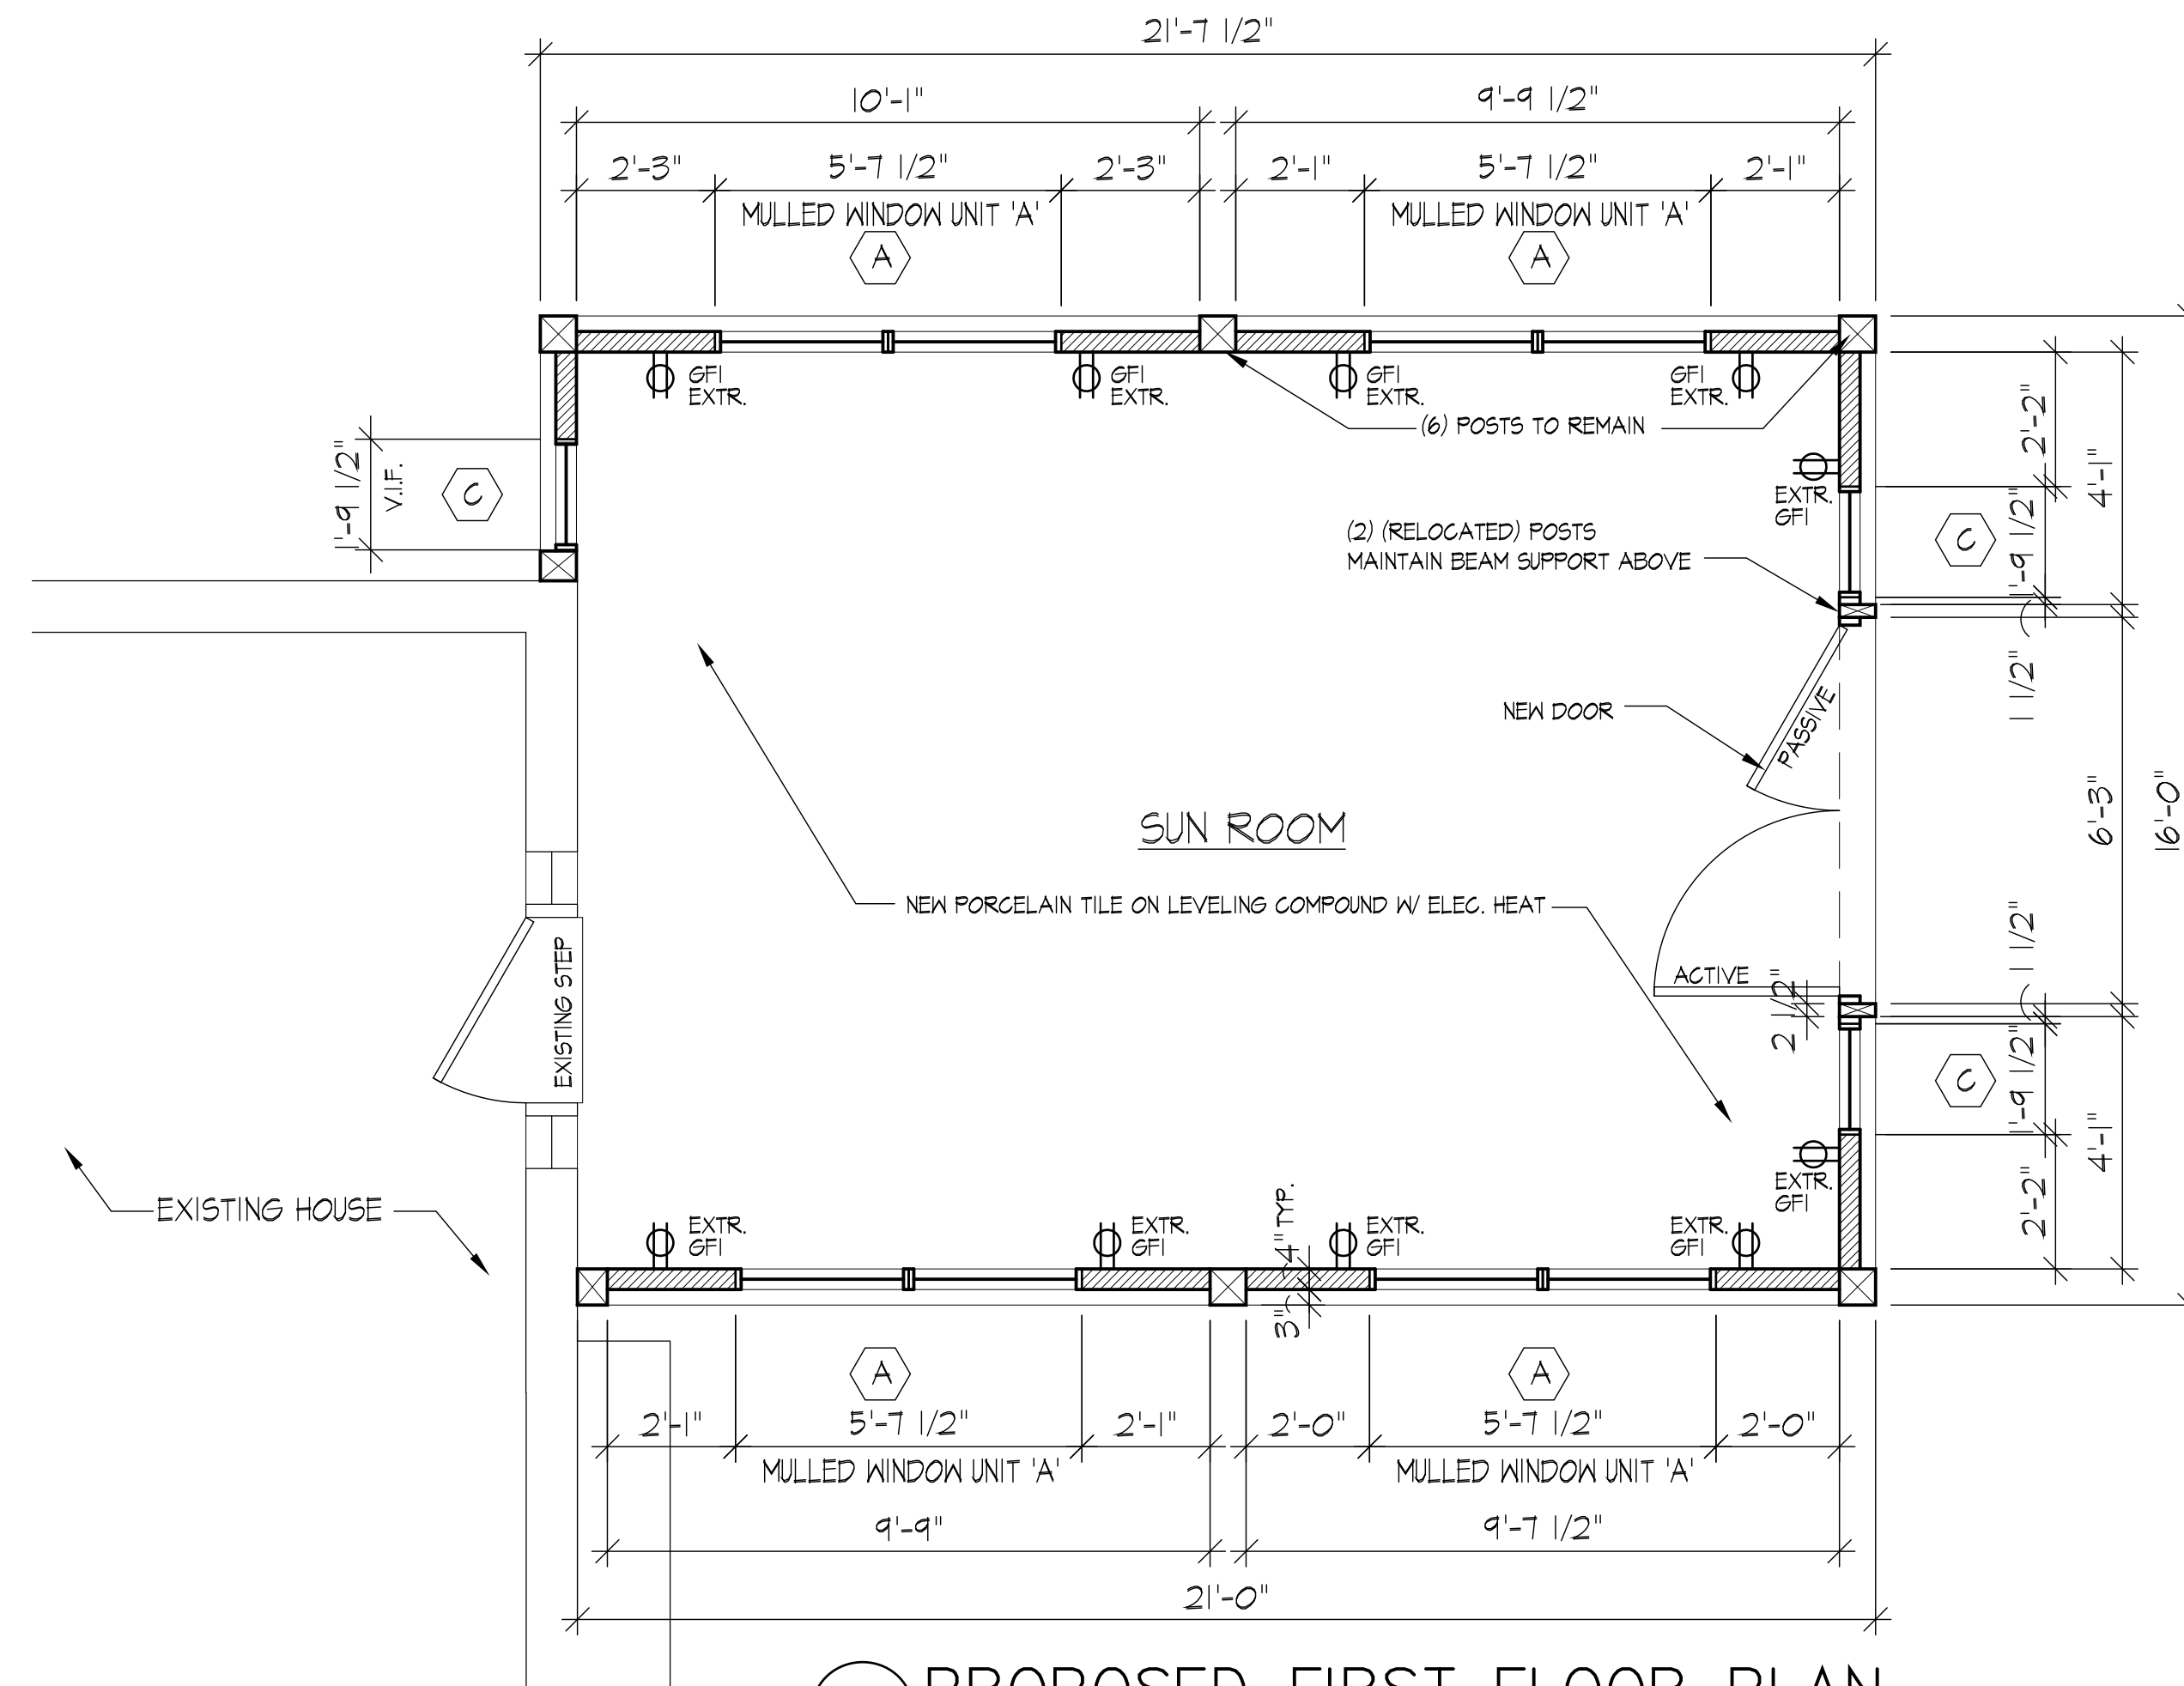 21'-7 1/2"
10'-1"
9'-9 1/2"
2'-3"
5'-7 1/2"
2'-3"
2'-1"
5'-7 1/2"
2'-1"
MULLED WINDOW UNIT 'A'
MULLED WINDOW UNIT 'A'
A
A
GFI
EXTR.
GFI
EXTR.
GFI
EXTR.
GFI
EXTR.
(6) POSTS TO REMAIN
1'-9 1/2"
V.I.F.
C
EXTR.
GFI
2'-2"
4'-1"
C
1'-9 1/2"
(2) (RELOCATED) POSTS
MAINTAIN BEAM SUPPORT ABOVE
1 1/2"
NEW DOOR
PASSIVE
SUN ROOM
6'-3"
16'-0"
NEW PORCELAIN TILE ON LEVELING COMPOUND W/ ELEC. HEAT
ACTIVE
2 1/2"
1 1/2"
EXISTING STEP
C
1'-9 1/2"
4'-1"
2'-2"
EXTR.
GFI
EXISTING HOUSE
EXTR.
GFI
EXTR.
GFI
4" TYP.
3"
EXTR.
GFI
EXTR.
GFI
A
A
2'-1"
5'-7 1/2"
2'-1"
2'-0"
5'-7 1/2"
2'-0"
MULLED WINDOW UNIT 'A'
MULLED WINDOW UNIT 'A'
9'-9"
9'-7 1/2"
21'-0"
PROPOSED FIRST FLOOR PLAN